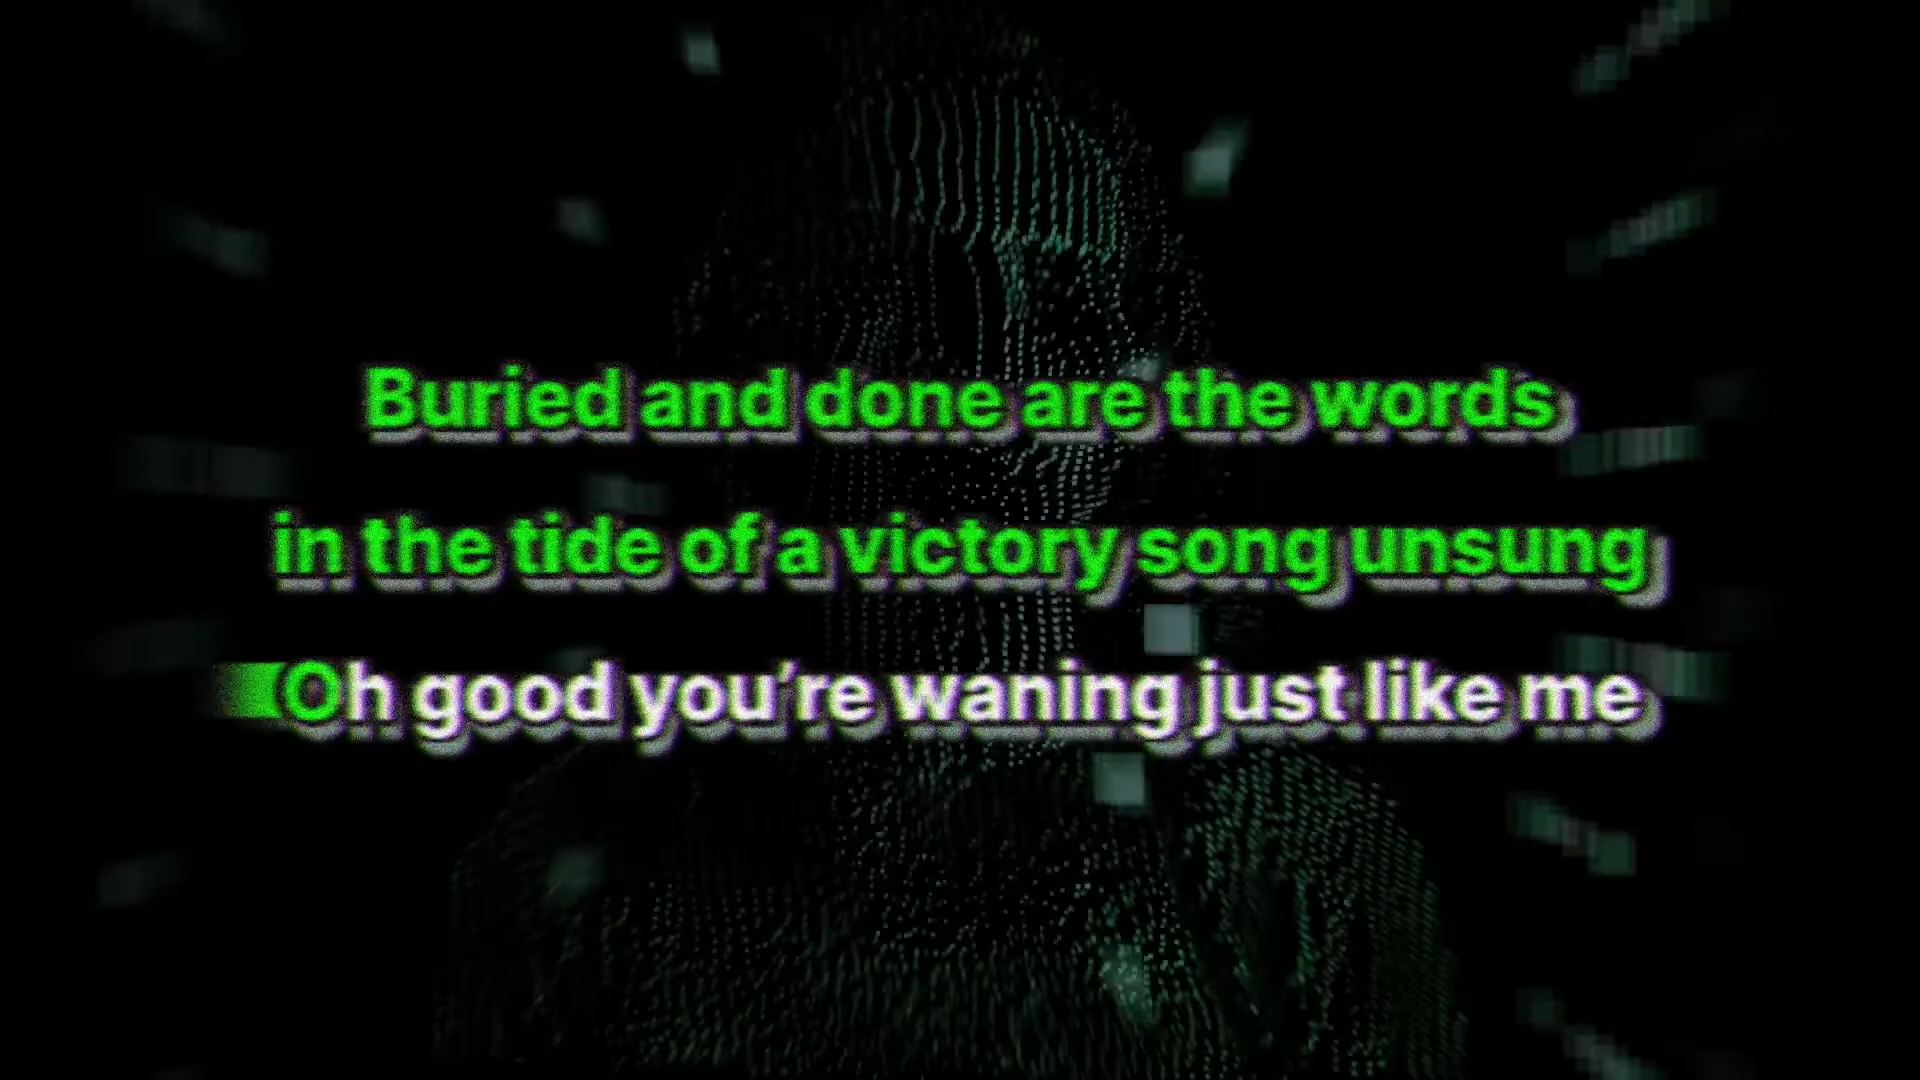 Buried and done are the words
in the tide of a victory song unsung
Oh good you’re waning just like me